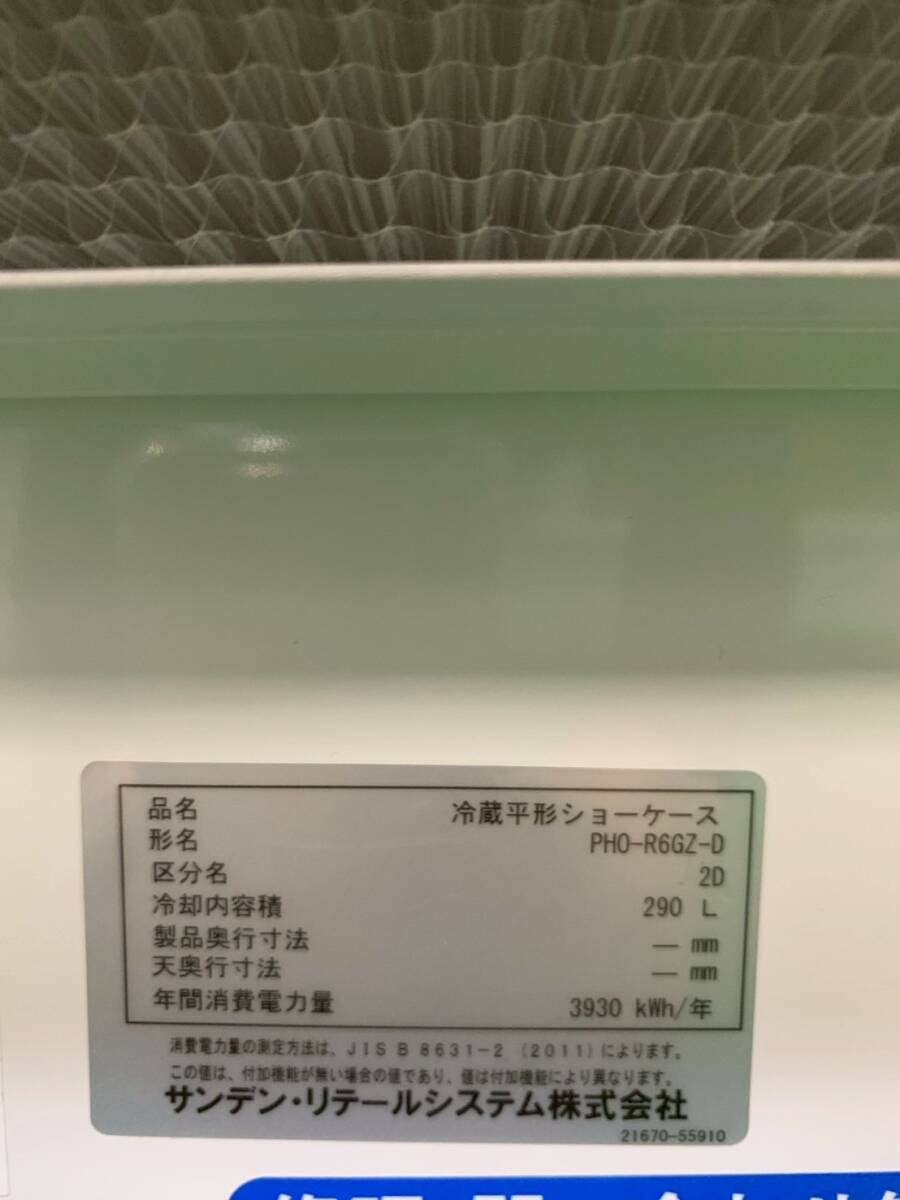 品名 冷蔵平形ショーケース
形名 PHO-R6GZ-D
区分名 2D
冷却内容積 290 L
製品奥行寸法 — mm
天奥行寸法 — mm
年間消費電力量 3930 kWh/年
消費電力量の測定方法は、JIS B 8631-2 (2011)によります。
この値は、付加機能が無い場合の値であり、値は付加機能により異なります。
サンデン・リテールシステム株式会社
21670-55910